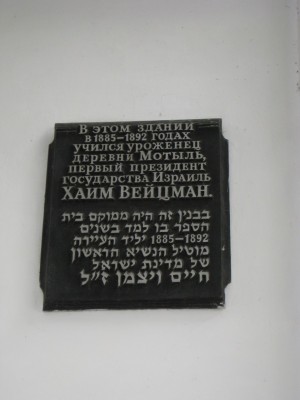 В ЭТОМ ЗДАНИИ
В 1885-1892 ГОДАХ
УЧИЛСЯ УРОЖЕНЕЦ
ДЕРЕВНИ МОТЫЛЬ,
ПЕРВЫЙ ПРЕЗИДЕНТ
ГОСУДАРСТВА ИЗРАИЛЬ
ХАИМ ВЕЙЦМАН.
בבנין זה היה ממוקם בית
הספר בו למד בשנים
1885-1892 יליד העיירה
מוטיל הנשיא הראשון
של מדינת ישראל
חיים ויצמן ז"ל